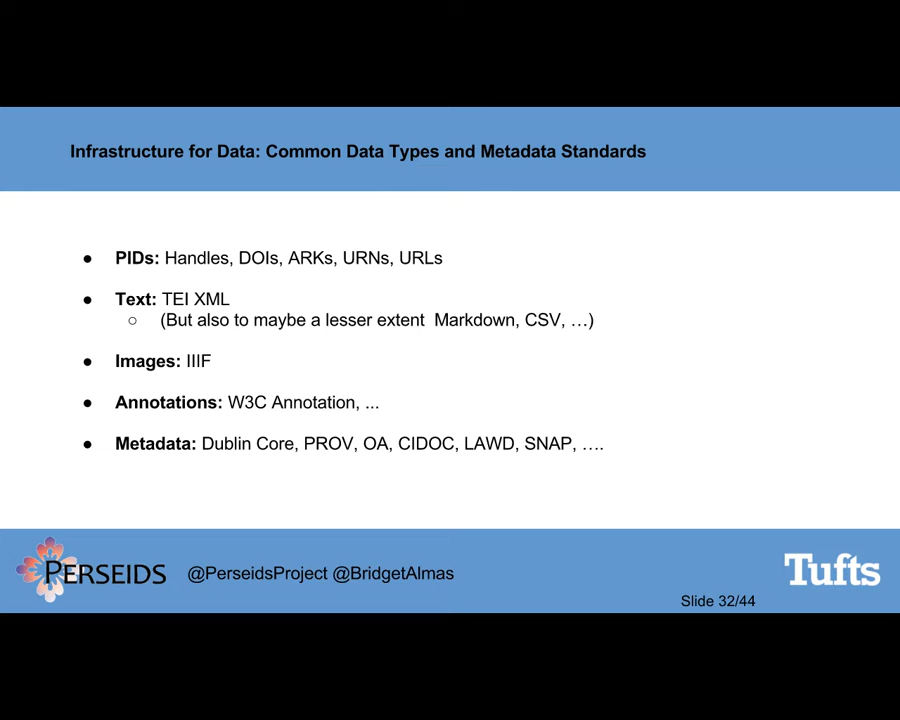 Infrastructure for Data: Common Data Types and Metadata Standards
● PIDs: Handles, DOIs, ARKs, URNs, URLs
● Text: TEI XML
○ (But also to maybe a lesser extent Markdown, CSV, …)
● Images: IIIF
● Annotations: W3C Annotation, ...
● Metadata: Dublin Core, PROV, OA, CIDOC, LAWD, SNAP, ….
PERSEIDS @PerseidsProject @BridgetAlmas Tufts
Slide 32/44